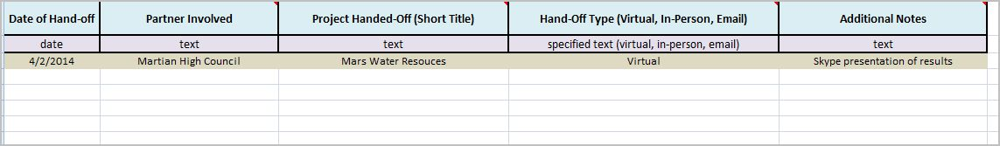 Date of Hand-off Partner Involved Project Handed-Off (Short Title) Hand-Off Type (Virtual, In-Person, Email) Additional Notes
date text text specified text (virtual, in-person, email) text
4/2/2014 Martian High Council Mars Water Resouces Virtual Skype presentation of results